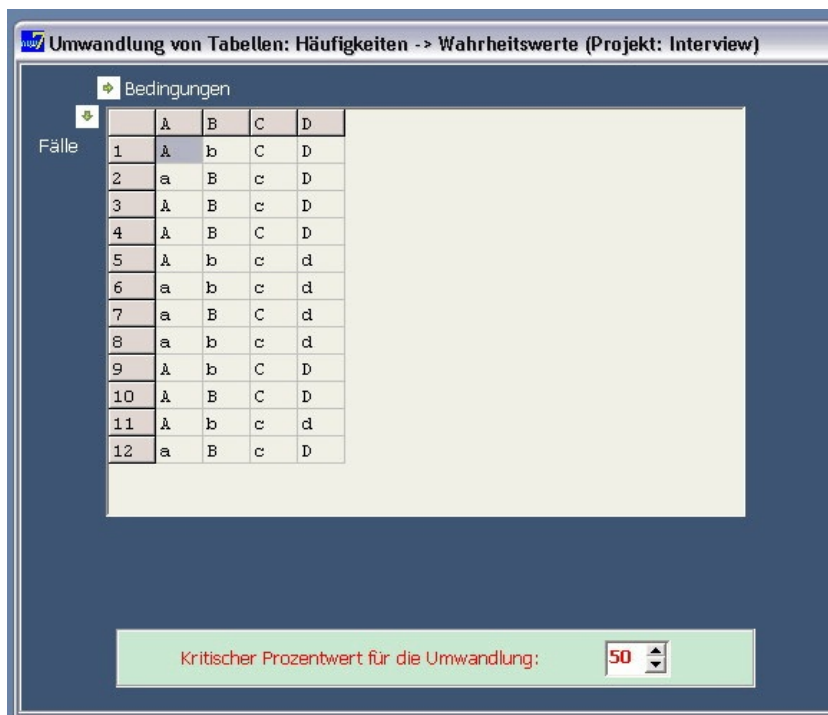 Umwandlung von Tabellen: Häufigkeiten -> Wahrheitswerte (Projekt: Interview)
Bedingungen
Fälle
A B C D
1 A b C D
2 a B c D
3 A B c D
4 A B C D
5 A b c d
6 a b c d
7 a B C d
8 a b c d
9 A b C D
10 A B C D
11 A b c d
12 a B c D
Kritischer Prozentwert für die Umwandlung: 50